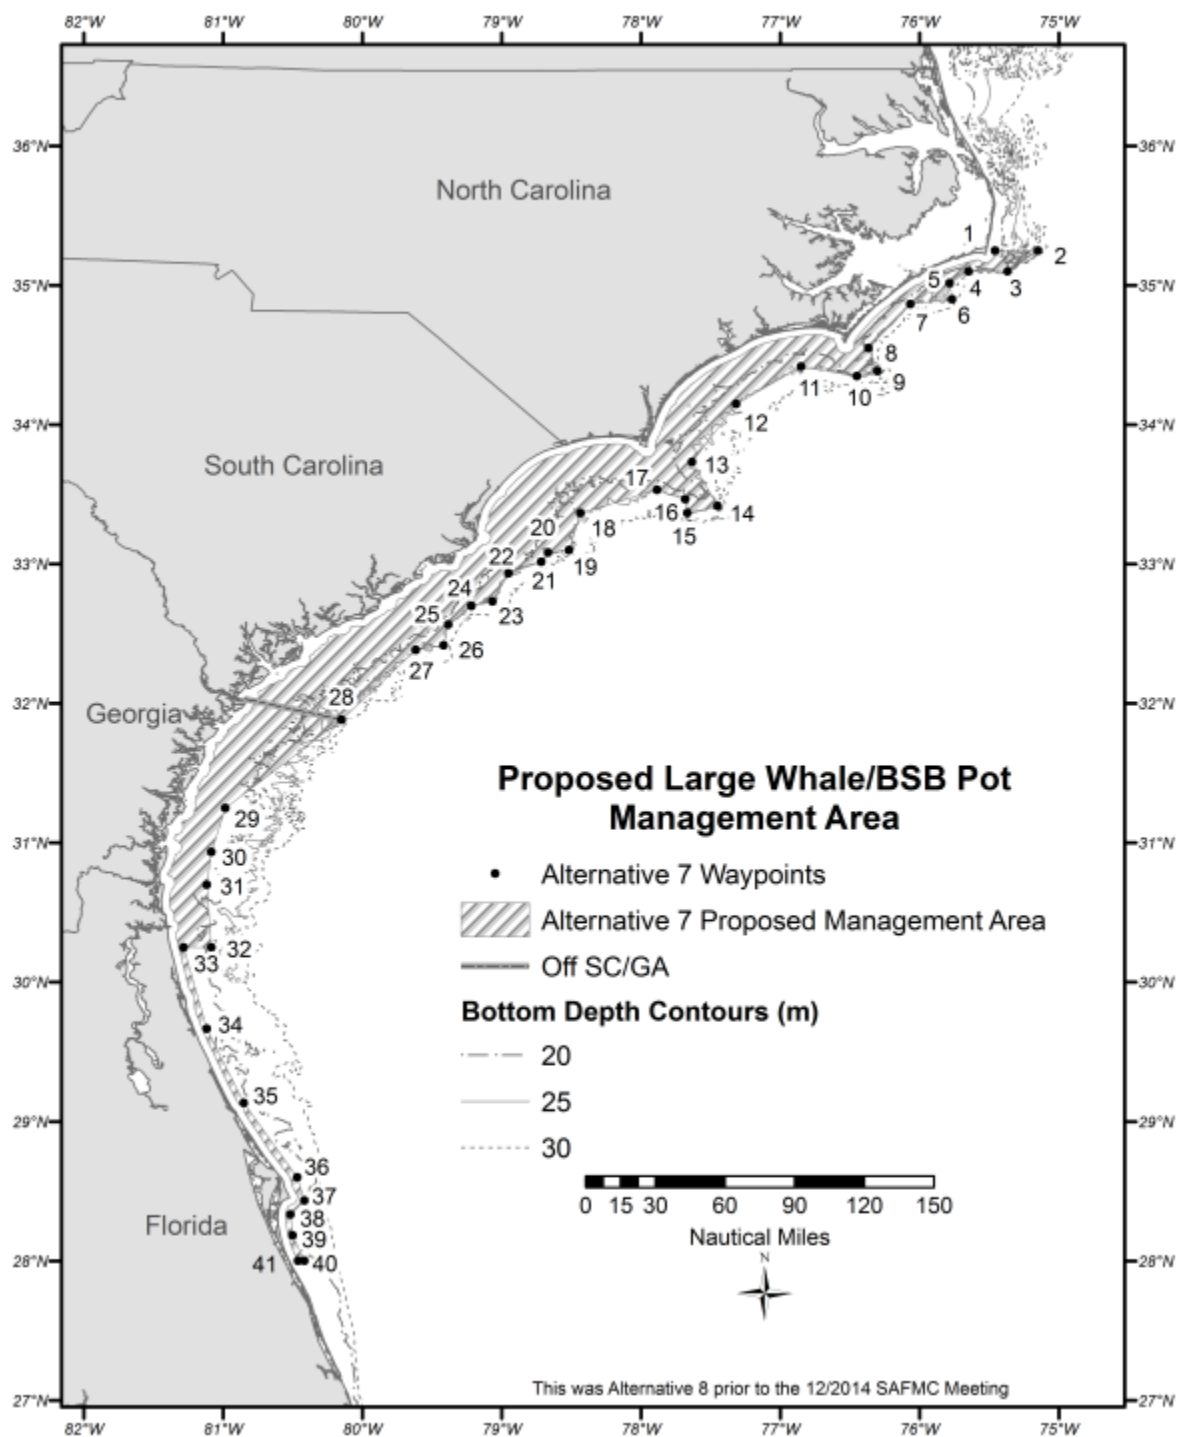 82°W 81°W 80°W 79°W 78°W 77°W 76°W 75°W
36°N 36°N
North Carolina
1
2
35°N 35°N
5 4 3
6
7
8
9
10
11
34°N 34°N
12
South Carolina
13
17
14
16
15
20 18
33°N 33°N
22 21 19
24
23
25
26
27
32°N 32°N
28
Georgia
Proposed Large Whale/BSB Pot
Management Area
29
31°N 31°N
30
Alternative 7 Waypoints
31
Alternative 7 Proposed Management Area
32
33
Off SC/GA
30°N 30°N
Bottom Depth Contours (m)
34
20
35
25
29°N 29°N
30
36
37
0 15 30 60 90 120 150
38
Florida
39
Nautical Miles
41 40
28°N 28°N
N
This was Alternative 8 prior to the 12/2014 SAFMC Meeting
27°N 27°N
82°W 81°W 80°W 79°W 78°W 77°W 76°W 75°W